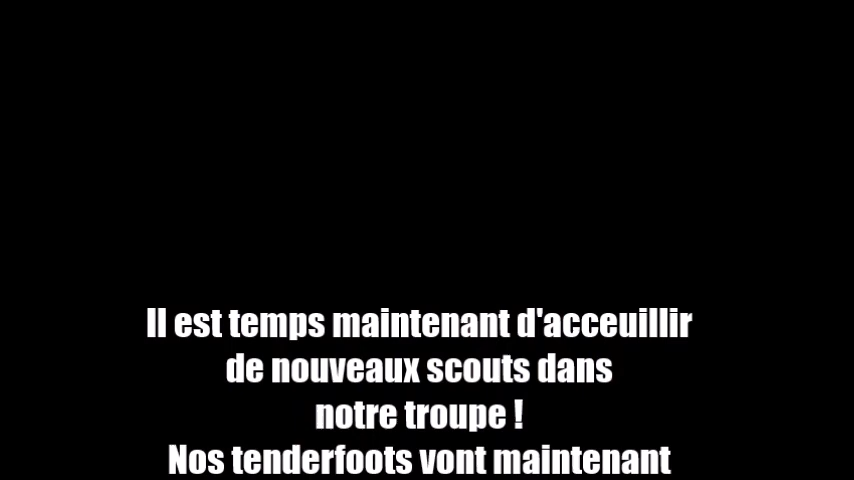 Il est temps maintenant d'acceuillir
de nouveaux scouts dans
notre troupe !
Nos tenderfoots vont maintenant